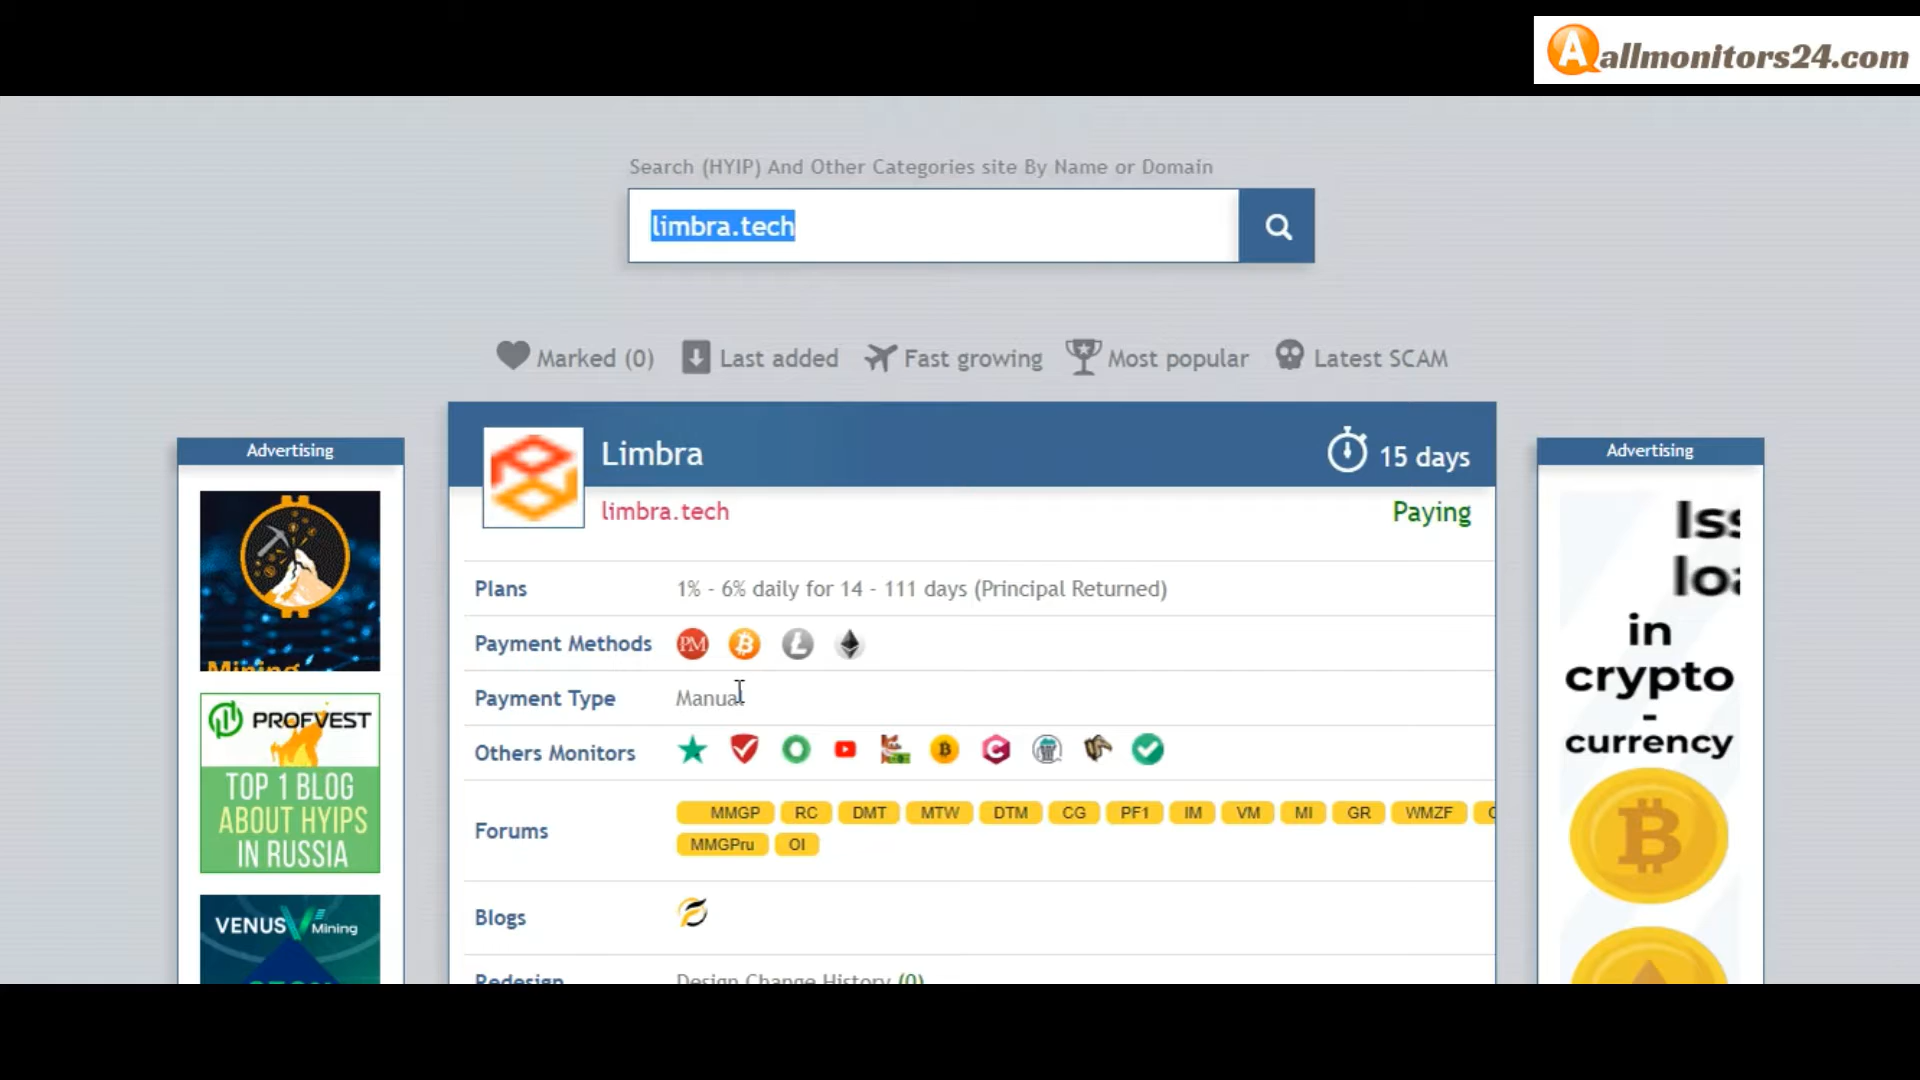 allmonitors24.com
Search (HYIP) And Other Categories site By Name or Domain
limbra.tech
Marked (0) Last added Fast growing Most popular Latest SCAM
Advertising
Mining
PROFVEST
TOP 1 BLOG
ABOUT HYIPS
IN RUSSIA
VENUS Mining
Limbra
15 days
limbra.tech
Paying
Plans 1% - 6% daily for 14 - 111 days (Principal Returned)
Payment Methods PM
Payment Type Manual
Others Monitors
Forums MMGP RC DMT MTW DTM CG PF1 IM VM MI GR WMZF
MMGPru OI
Blogs
Redesign Design Change History (0)
Advertising
Iss
loa
in
crypto
-
currency